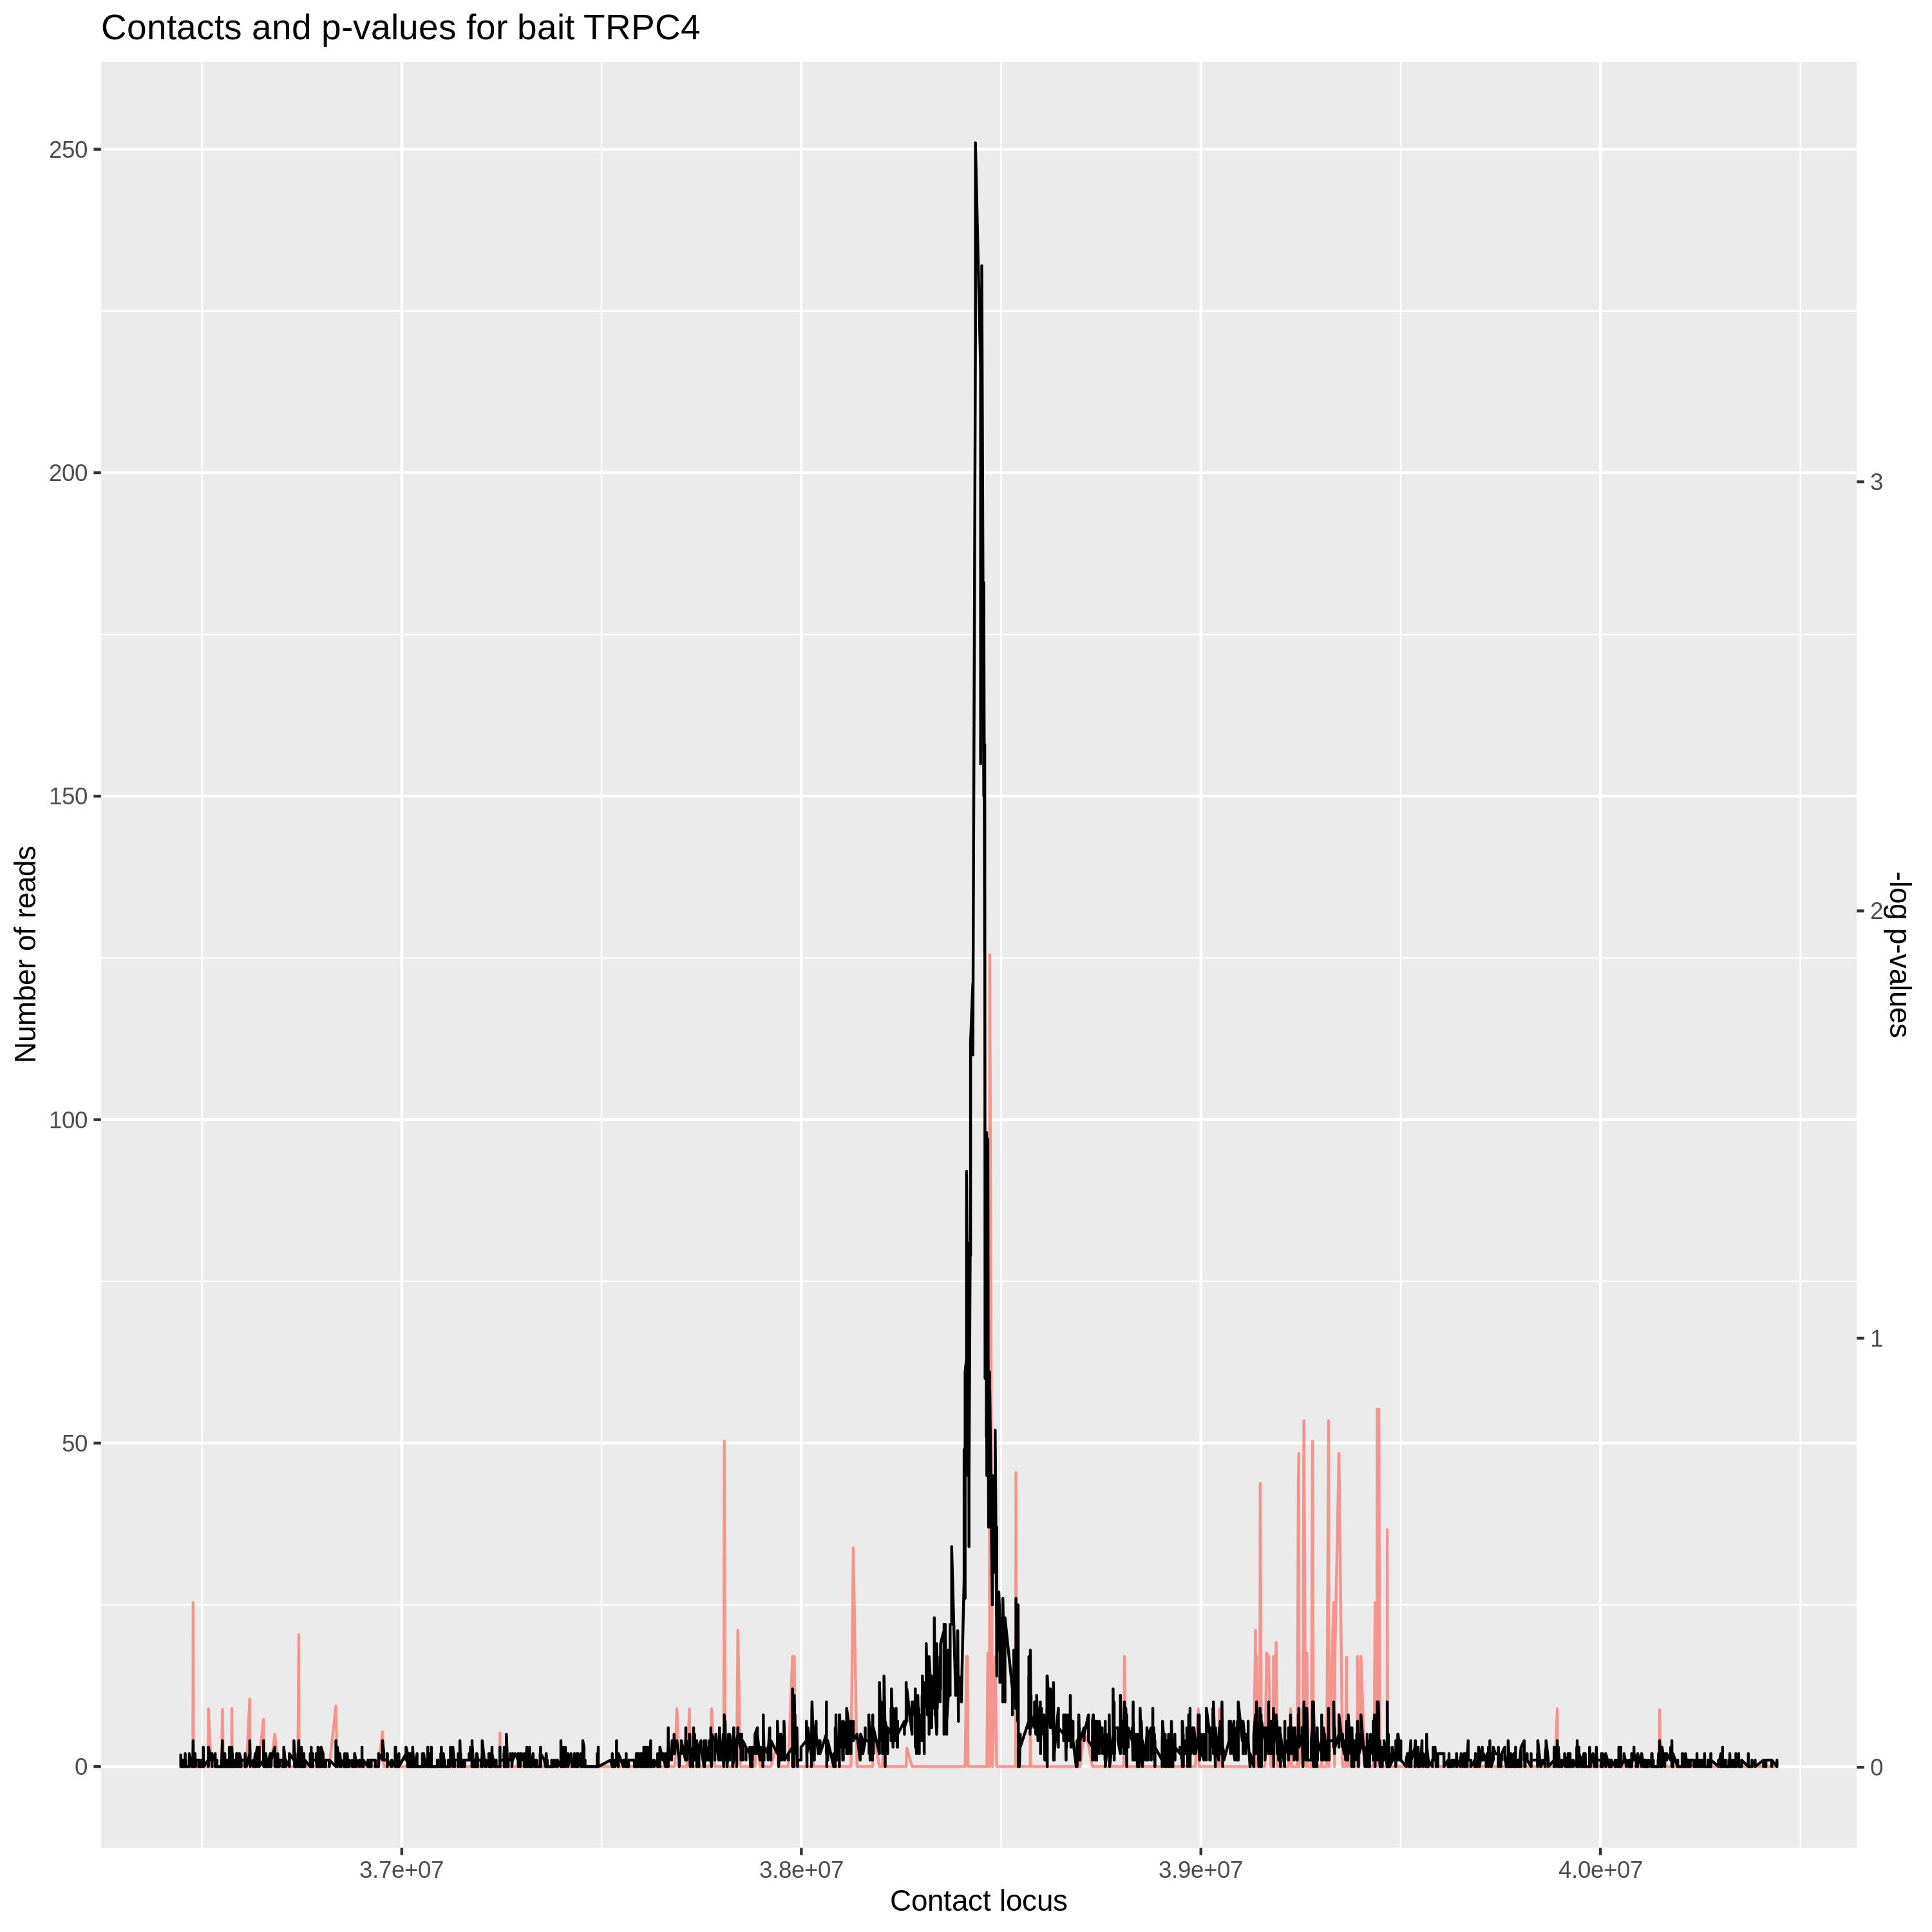 Contacts and p-values for bait TRPC4
250
200
150
100
50
0
Number of reads
3
2
1
0
-log p-values
3.7e+07
3.8e+07
3.9e+07
4.0e+07
Contact locus